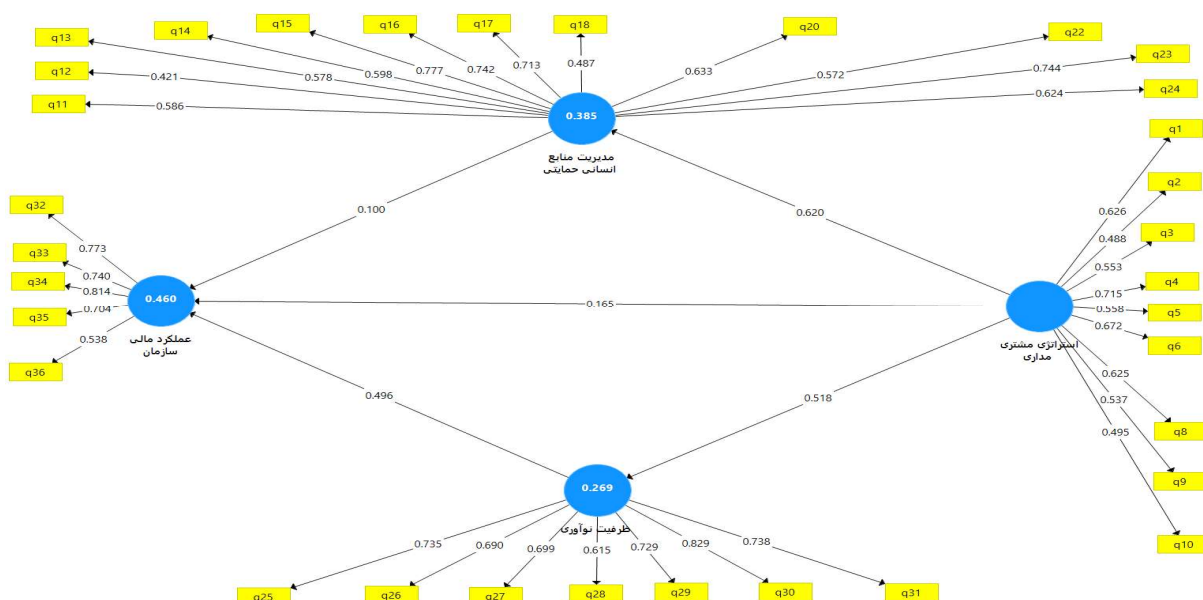 q15
q16
q17
q18
q20
q22
q14
q13
q23
q12
q24
q11
0.421
0.578
0.598
0.777
0.742
0.713
0.487
0.633
0.572
0.744
0.624
0.586
0.385
مدیریت منابع
انسانی حمایتی
q1
q2
q3
q4
q5
q6
q8
q9
q10
0.626
0.488
0.553
0.715
0.558
0.672
0.625
0.537
0.495
استراتژی مشتری
مداری
0.100
0.620
0.165
0.496
0.518
q32
q33
q34
q35
q36
0.773
0.740
0.814
0.704
0.538
0.460
عملکرد مالی
سازمان
0.269
ظرفیت نوآوری
0.735
0.690
0.699
0.615
0.729
0.829
0.738
q25
q26
q27
q28
q29
q30
q31